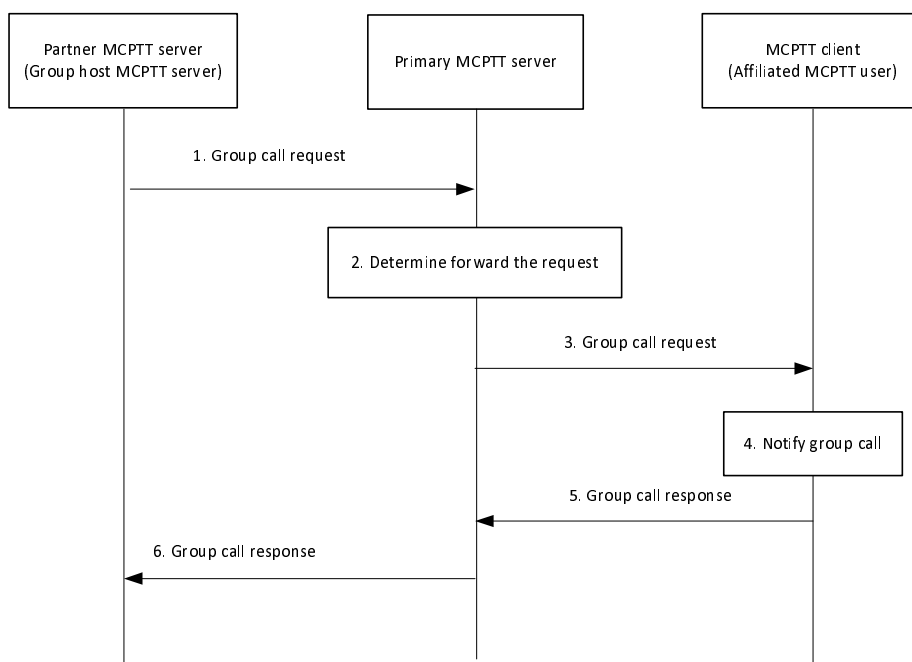 Partner MCPTT server
(Group host MCPTT server)
Primary MCPTT server
MCPTT client
(Affiliated MCPTT user)
1. Group call request
2. Determine forward the request
3. Group call request
4. Notify group call
5. Group call response
6. Group call response